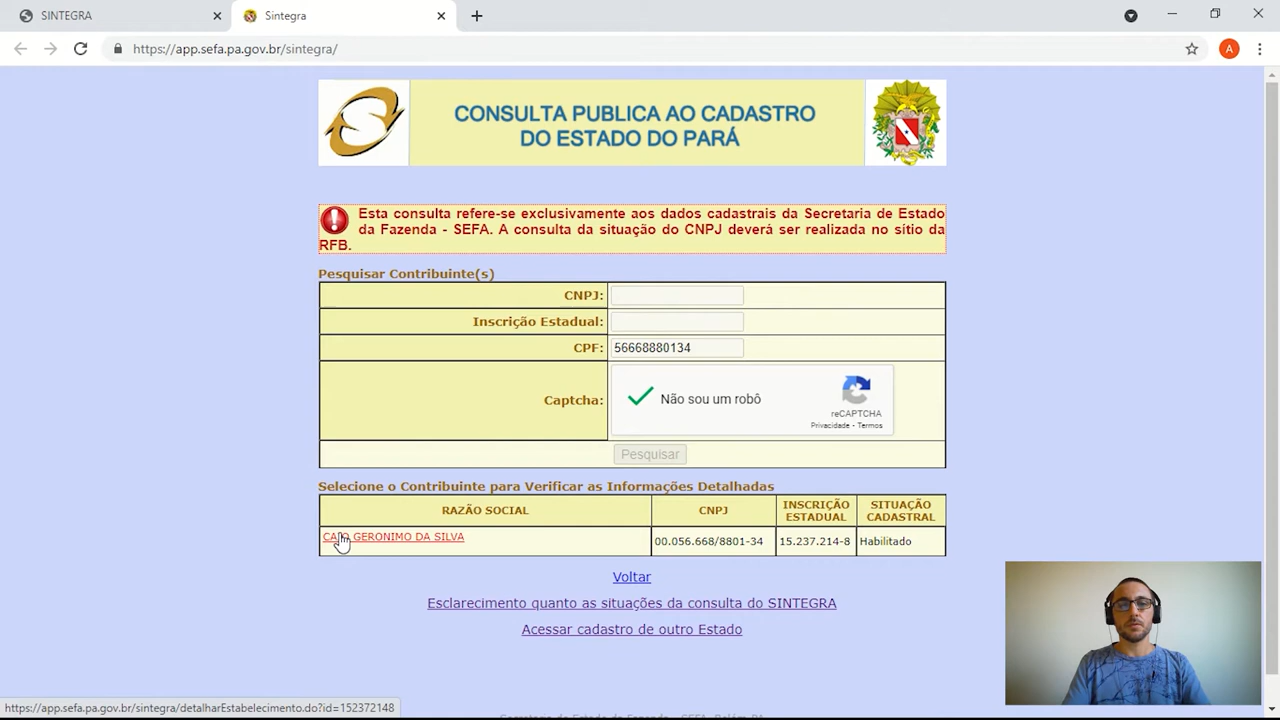 SINTEGRA
Sintegra
https://app.sefa.pa.gov.br/sintegra/
A
CONSULTA PUBLICA AO CADASTRO
DO ESTADO DO PARÁ
Esta consulta refere-se exclusivamente aos dados cadastrais da Secretaria de Estado
da Fazenda - SEFA. A consulta da situação do CNPJ deverá ser realizada no sítio da
RFB.
Pesquisar Contribuinte(s)
CNPJ:
Inscrição Estadual:
CPF: 56668880134
Captcha: Não sou um robô
reCAPTCHA
Privacidade - Termos
Pesquisar
Selecione o Contribuinte para Verificar as Informações Detalhadas
RAZÃO SOCIAL CNPJ INSCRIÇÃO ESTADUAL SITUAÇÃO CADASTRAL
GERONIMO DA SILVA 00.056.668/8801-34 15.237.214-8 Habilitado
Voltar
Esclarecimento quanto as situações da consulta do SINTEGRA
Acessar cadastro de outro Estado
https://app.sefa.pa.gov.br/sintegra/detalharEstabelecimento.do?id=152372148